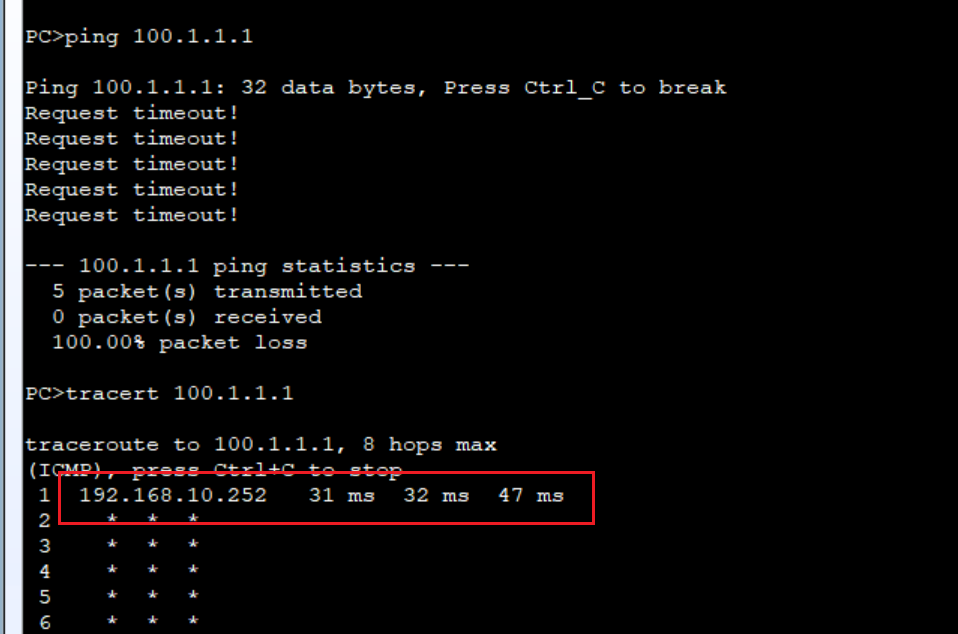 PC>ping 100.1.1.1
Ping 100.1.1.1: 32 data bytes, Press Ctrl_C to break
Request timeout!
Request timeout!
Request timeout!
Request timeout!
Request timeout!
--- 100.1.1.1 ping statistics ---
5 packet(s) transmitted
0 packet(s) received
100.00% packet loss
PC>tracert 100.1.1.1
traceroute to 100.1.1.1, 8 hops max
(ICMP), press Ctrl+C to stop
1 192.168.10.252 31 ms 32 ms 47 ms
2 * * *
3 * * *
4 * * *
5 * * *
6 * * *